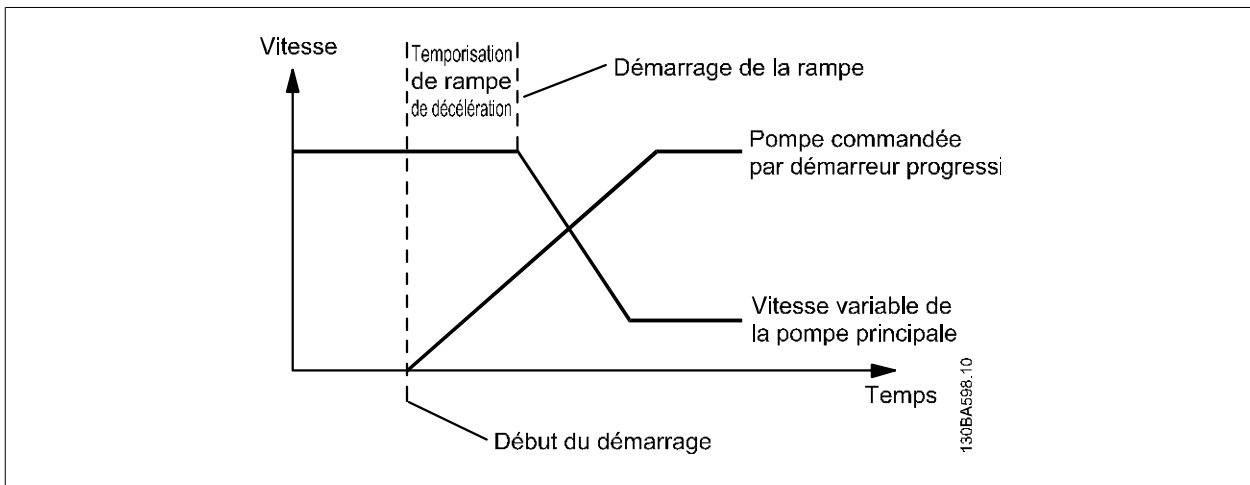 Vitesse
Temporisation
de rampe
de décélération
Démarrage de la rampe
Pompe commandée
par démarreur progressi
Vitesse variable de
la pompe principale
Temps
Début du démarrage
130BA598.10